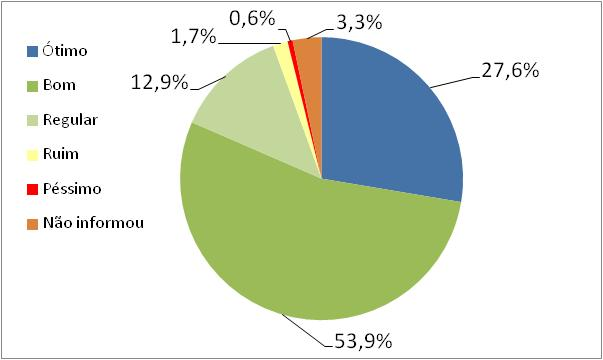 0,6%
3,3%
1,7%
Ótimo
27,6%
Bom
12,9%
Regular
Ruim
Péssimo
Não informou
53,9%